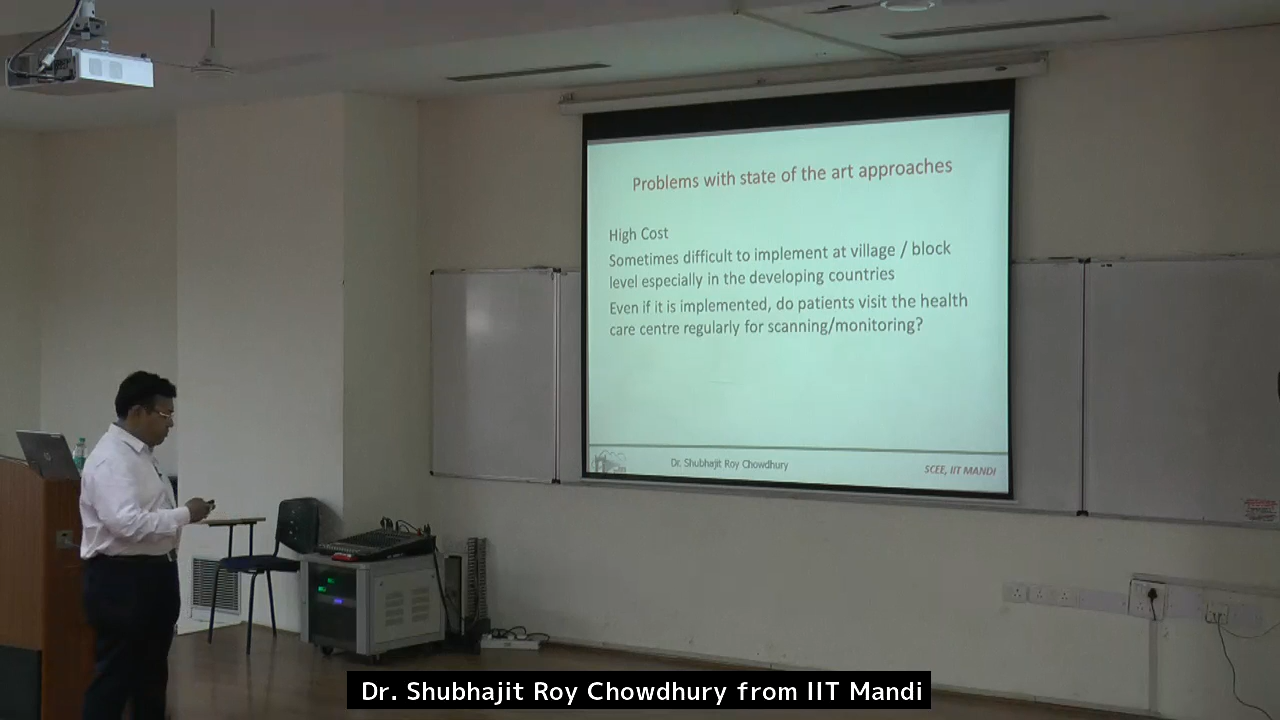 Problems with state of the art approaches
High Cost
Sometimes difficult to implement at village / block
level especially in the developing countries
Even if it is implemented, do patients visit the health
care centre regularly for scanning/monitoring?
Dr. Shubhajit Roy Chowdhury
SCEE, IIT MANDI
Dr. Shubhajit Roy Chowdhury from IIT Mandi